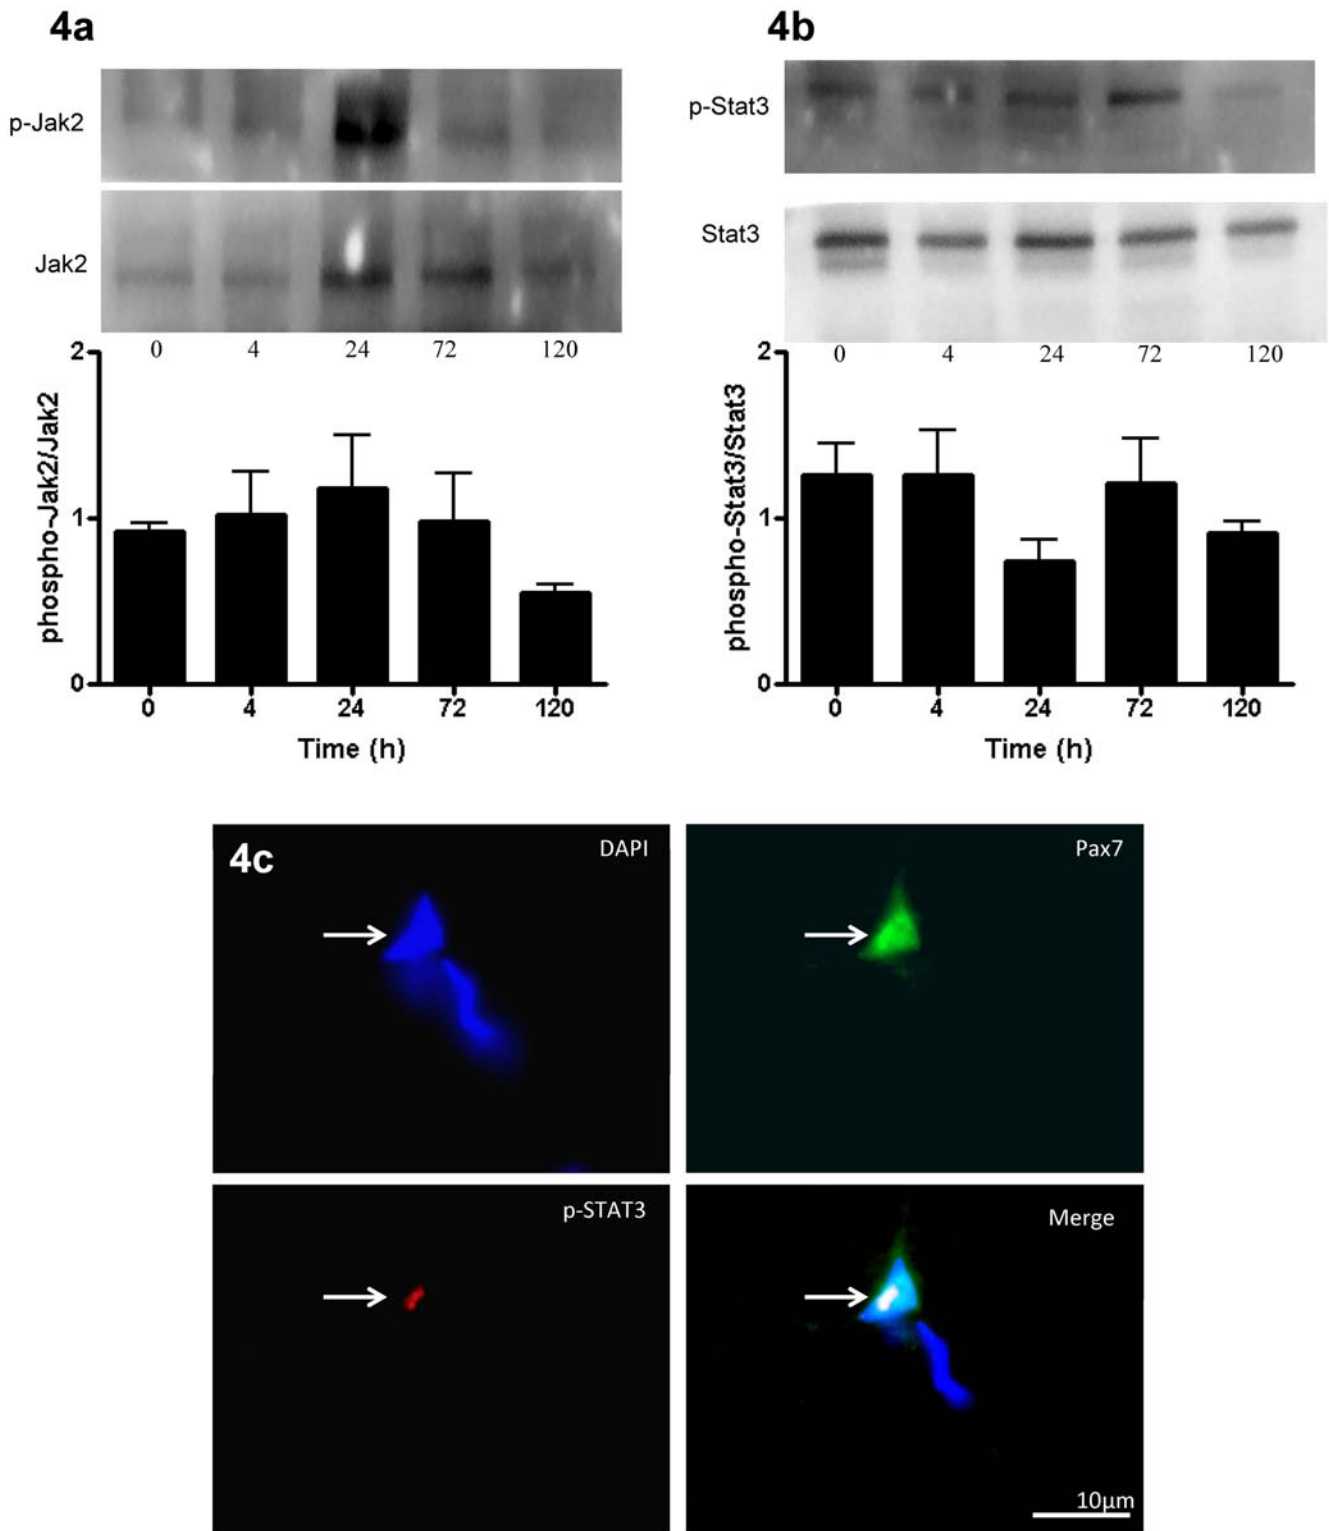 4a
p-Jak2
Jak2
0 4 24 72 120
2
1
0
phospho-Jak2/Jak2
0 4 24 72 120
Time (h)
4b
p-Stat3
Stat3
0 4 24 72 120
2
1
0
phospho-Stat3/Stat3
0 4 24 72 120
Time (h)
4c
DAPI
Pax7
p-STAT3
Merge
10µm